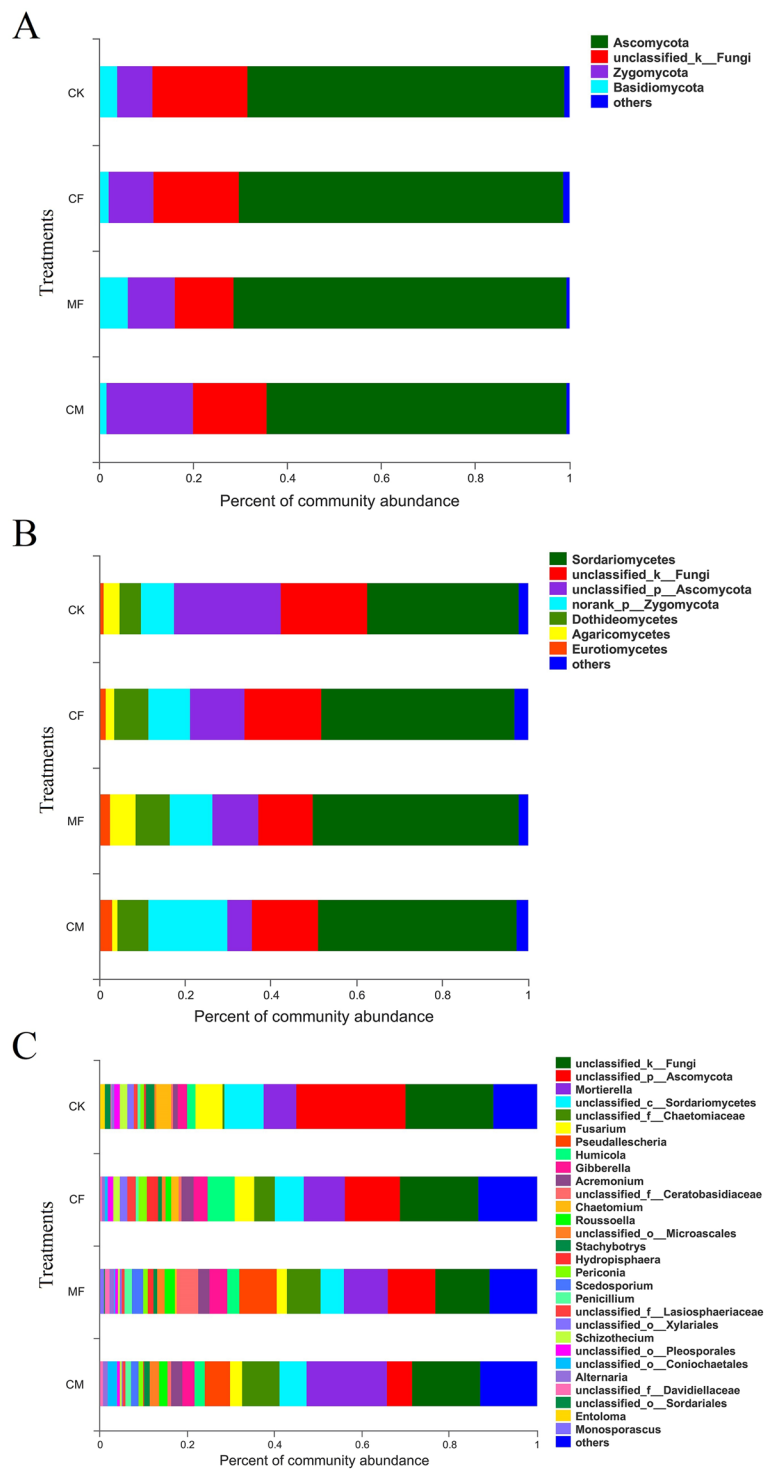 A
Ascomycota
unclassified_k__Fungi
Zygomycota
Basidiomycota
others
CK
CF
MF
CM
Treatments
0 0.2 0.4 0.6 0.8 1
Percent of community abundance
B
Sordariomycetes
unclassified_k__Fungi
unclassified_p__Ascomycota
norank_p__Zygomycota
Dothideomycetes
Agaricomycetes
Eurotiomycetes
others
CK
CF
MF
CM
Treatments
0 0.2 0.4 0.6 0.8 1
Percent of community abundance
C
unclassified_k__Fungi
unclassified_p__Ascomycota
Mortierella
unclassified_c__Sordariomycetes
unclassified_f__Chaetomiaceae
Fusarium
Pseudallescheria
Humicola
Gibberella
Acremonium
unclassified_f__Ceratobasidiaceae
Chaetomium
Roussoella
unclassified_o__Microascales
Stachybotrys
Hydropisphaera
Periconia
Scedosporium
Penicillium
unclassified_f__Lasiosphaeriaceae
unclassified_o__Xylariales
Schizothecium
unclassified_o__Pleosporales
unclassified_o__Coniochaetales
Alternaria
unclassified_f__Davidiellaceae
unclassified_o__Sordariales
Entoloma
Monosporascus
others
CK
CF
MF
CM
Treatments
0 0.2 0.4 0.6 0.8 1
Percent of community abundance